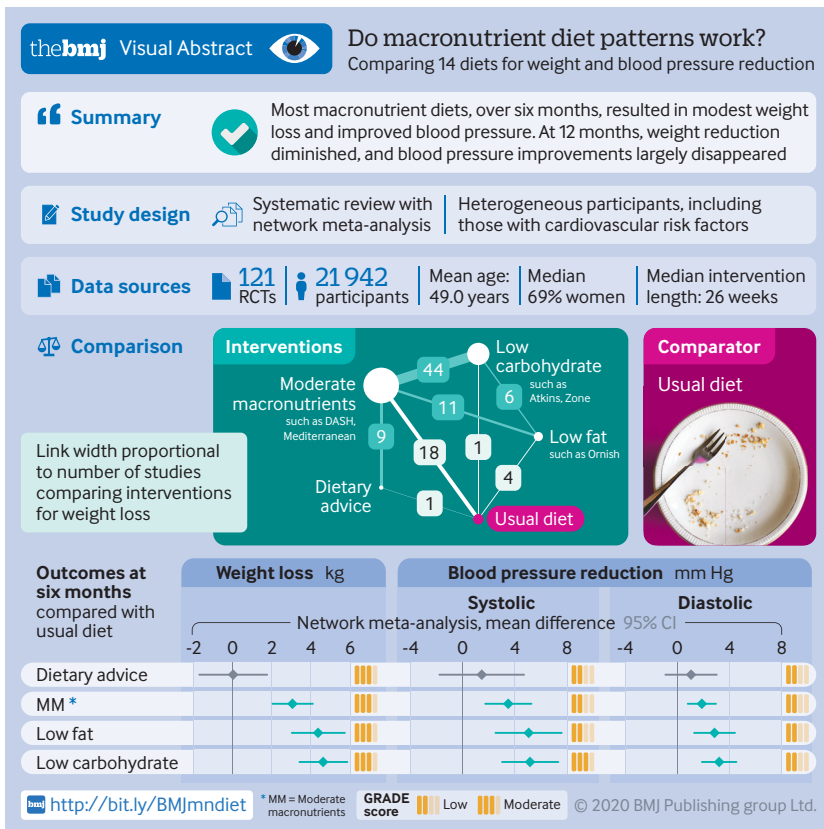 thebmj Visual Abstract
Do macronutrient diet patterns work?
Comparing 14 diets for weight and blood pressure reduction
Summary
Most macronutrient diets, over six months, resulted in modest weight
loss and improved blood pressure. At 12 months, weight reduction
diminished, and blood pressure improvements largely disappeared
Study design
Systematic review with
network meta-analysis
Heterogeneous participants, including
those with cardiovascular risk factors
Data sources
121
RCTs
21 942
participants
Mean age:
49.0 years
Median
69% women
Median intervention
length: 26 weeks
Comparison
Link width proportional
to number of studies
comparing interventions
for weight loss
Interventions
Moderate
macronutrients
such as DASH,
Mediterranean
Low
carbohydrate
such as
Atkins, Zone
Low fat
such as Ornish
Dietary
advice
Usual diet
44
11
6
9
18
1
4
1
Comparator
Usual diet
Outcomes at
six months
compared with
usual diet
Weight loss kg
Blood pressure reduction mm Hg
Systolic
Diastolic
Network meta-analysis, mean difference 95% CI
-2 0 2 4 6
-4 0 4 8
-4 0 4 8
Dietary advice
MM *
Low fat
Low carbohydrate
bmj http://bit.ly/BMJmndiet
* MM = Moderate
macronutrients
GRADE
score
Low
Moderate
© 2020 BMJ Publishing group Ltd.